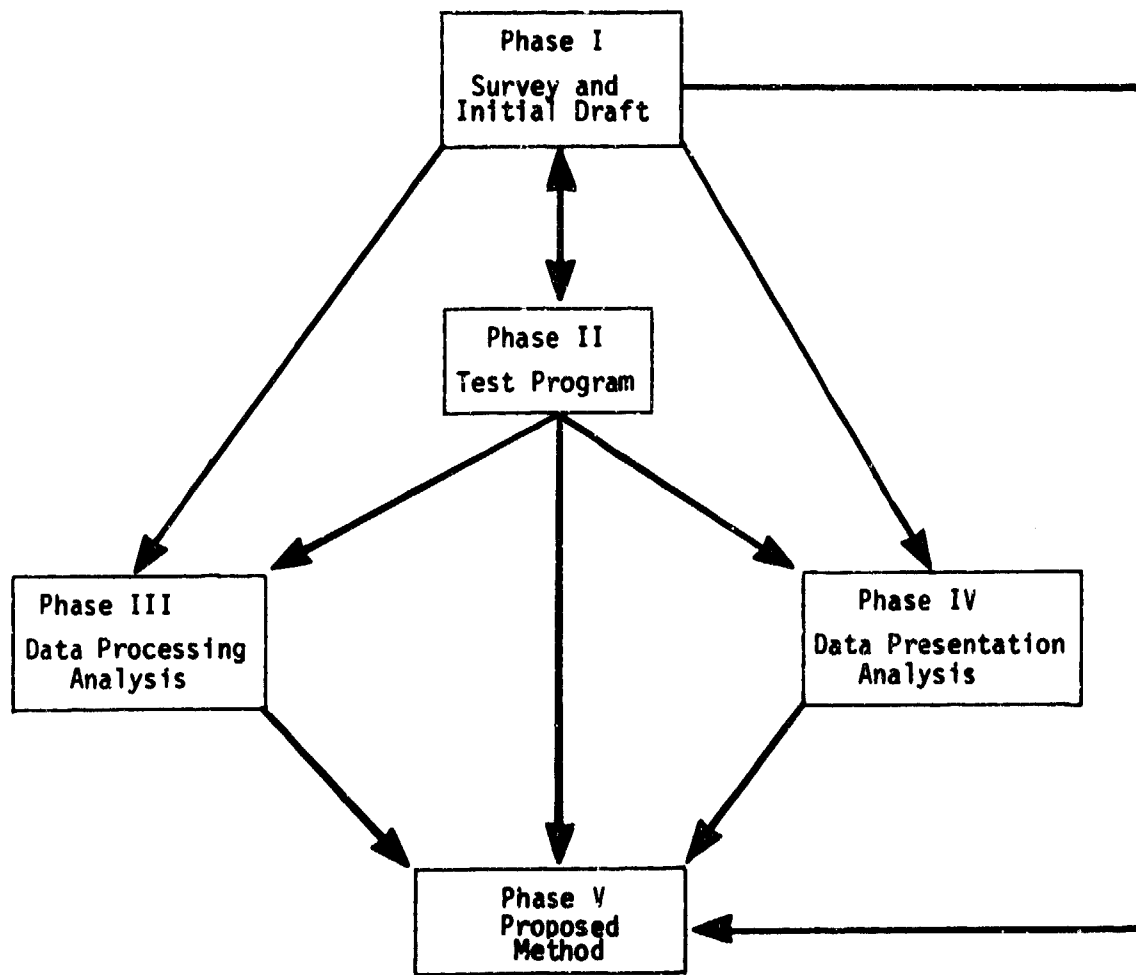 Phase I
Survey and
Initial Draft
Phase II
Test Program
Phase III
Data Processing
Analysis
Phase IV
Data Presentation
Analysis
Phase V
Proposed
Method